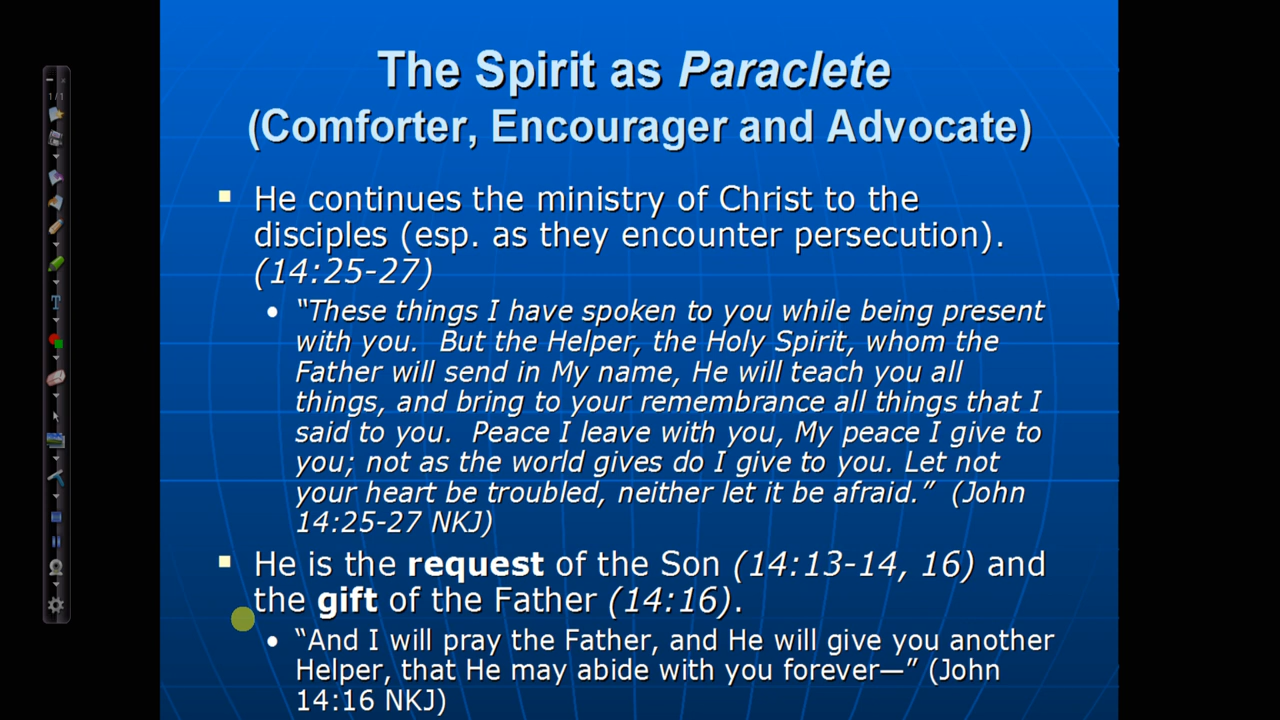 The Spirit as Paraclete
(Comforter, Encourager and Advocate)
He continues the ministry of Christ to the
disciples (esp. as they encounter persecution).
(14:25-27)
“These things I have spoken to you while being present
with you.  But the Helper, the Holy Spirit, whom the
Father will send in My name, He will teach you all
things, and bring to your remembrance all things that I
said to you.  Peace I leave with you, My peace I give to
you; not as the world gives do I give to you. Let not
your heart be troubled, neither let it be afraid.”  (John
14:25-27 NKJ)
He is the request of the Son (14:13-14, 16) and
the gift of the Father (14:16).
“And I will pray the Father, and He will give you another
Helper, that He may abide with you forever—” (John
14:16 NKJ)
1/1
T